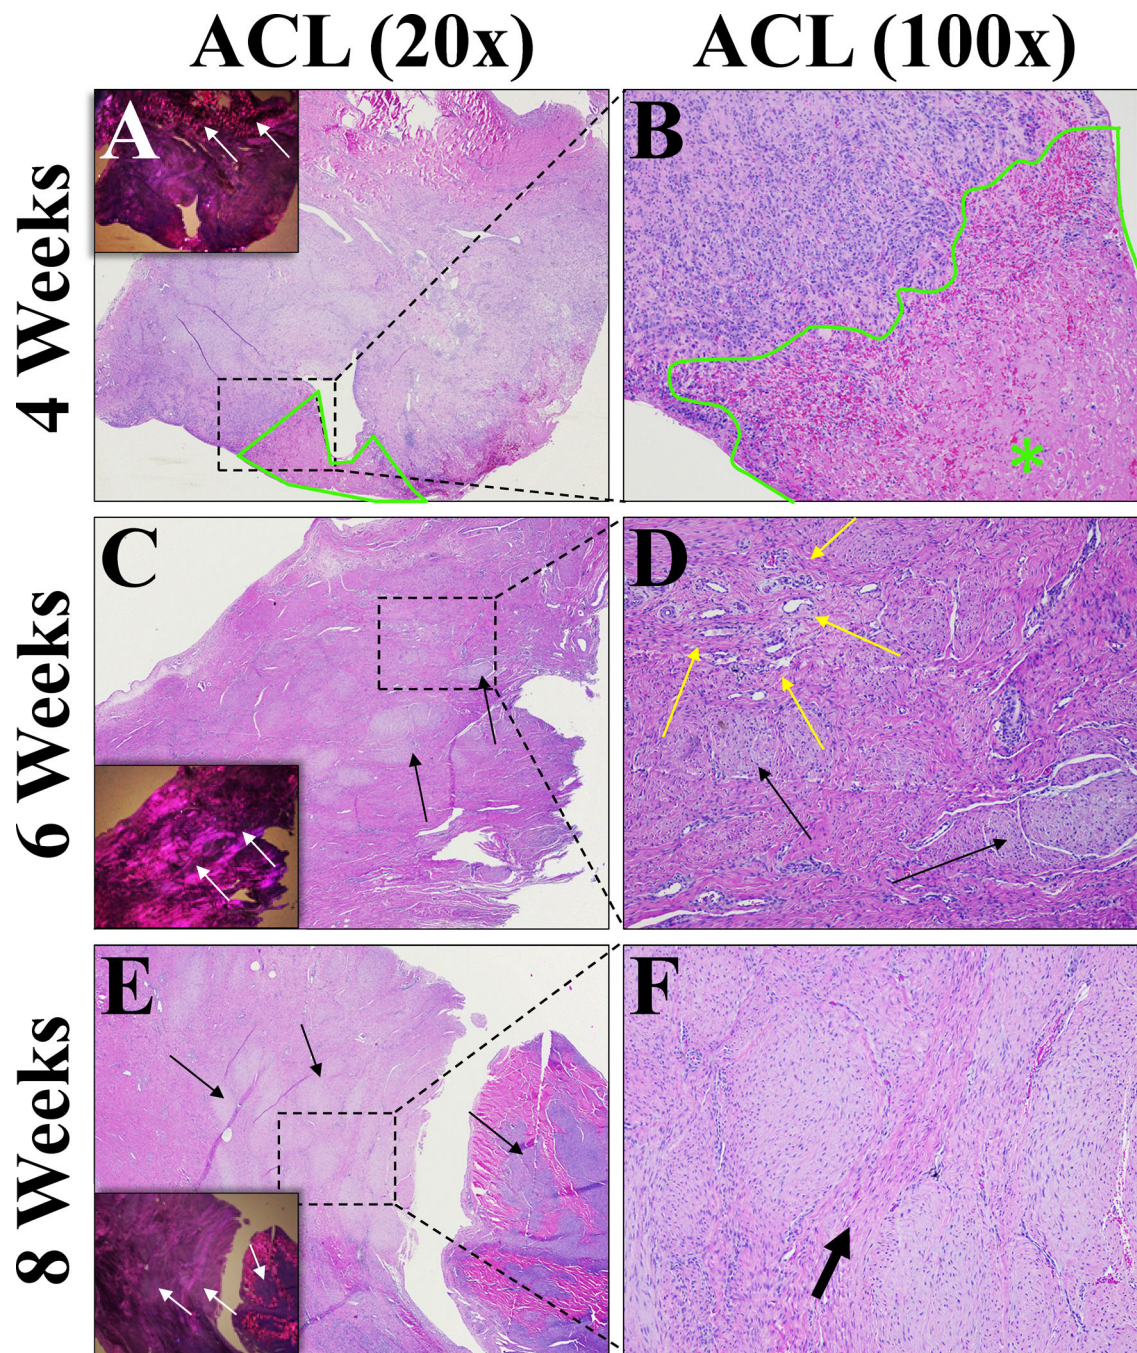 ACL (20x) ACL (100x)
4 Weeks
A B
*
6 Weeks
C D
8 Weeks
E F